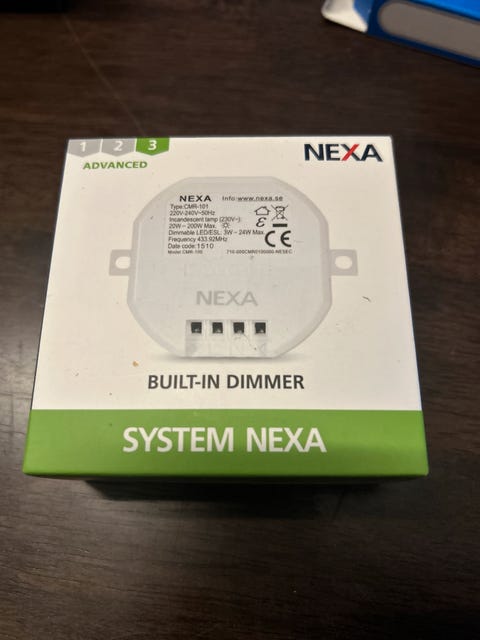 1 2 3
ADVANCED
NEXA
NEXA Info:www.nexa.se
Type:CMR-101
220V-240V~50Hz
Incandescent lamp (230V~):
20W ~ 200W Max.
Dimmable LED/ESL: 3W ~ 24W Max.
Frequency 433.92MHz
Date code:1510
CE
Model:CMR-100
NEXA
BUILT-IN DIMMER
SYSTEM NEXA